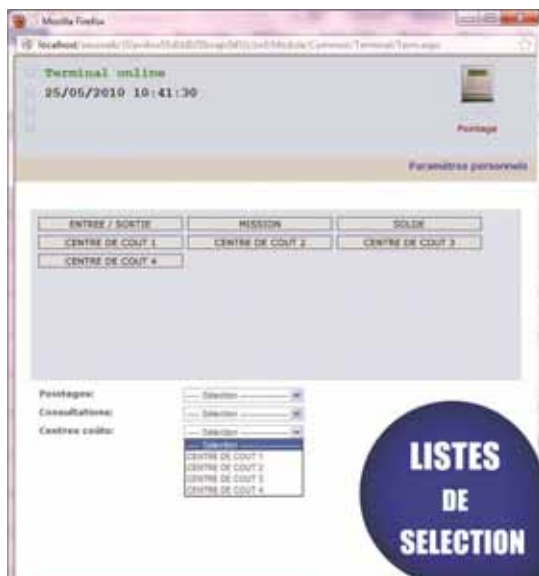 Mozilla Firefox
localhost
Terminal online
25/05/2010 10:41:30
Pointage
Paramètres personnels
ENTREE / SORTIE MISSION SOLDE
CENTRE DE COUT 1 CENTRE DE COUT 2 CENTRE DE COUT 3
CENTRE DE COUT 4
Pointages: --- Sélection ---
Consultations: --- Sélection ---
Centres coûts: --- Sélection ---
--- Sélection ---
CENTRE DE COUT 1
CENTRE DE COUT 2
CENTRE DE COUT 3
CENTRE DE COUT 4
LISTES
DE
SELECTION